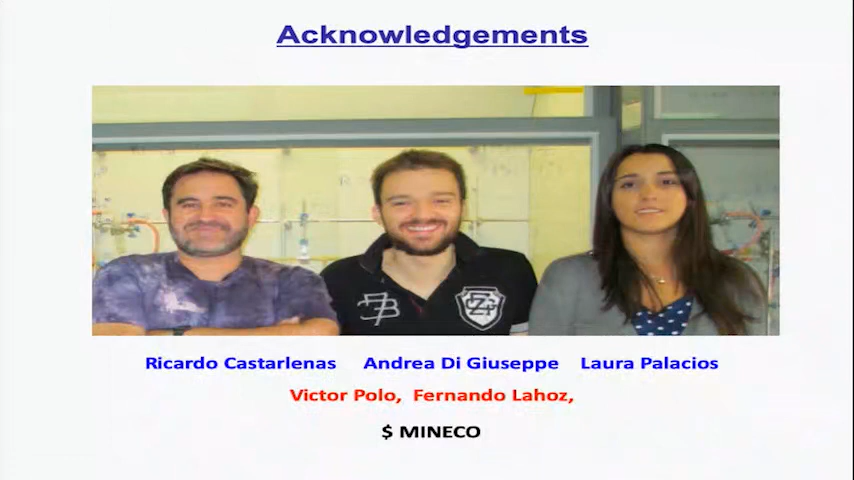 Acknowledgements
Ricardo Castarlenas Andrea Di Giuseppe Laura Palacios
Victor Polo, Fernando Lahoz,
$ MINECO